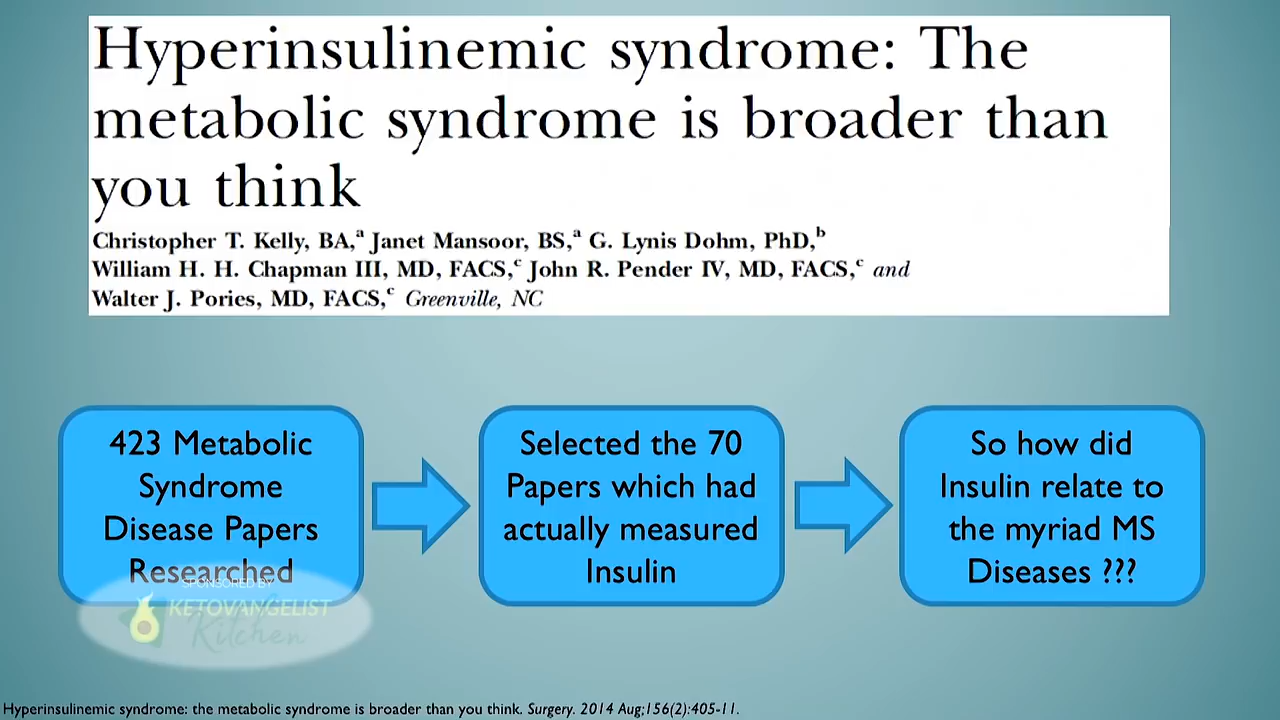 Hyperinsulinemic syndrome: The
metabolic syndrome is broader than
you think
Christopher T. Kelly, BA,ᵃ Janet Mansoor, BS,ᵃ G. Lynis Dohm, PhD,ᵇ
William H. H. Chapman III, MD, FACS,ᶜ John R. Pender IV, MD, FACS,ᶜ and
Walter J. Pories, MD, FACS,ᶜ Greenville, NC
423 Metabolic
Syndrome
Disease Papers
Researched
Selected the 70
Papers which had
actually measured
Insulin
So how did
Insulin relate to
the myriad MS
Diseases ???
SPONSORED BY
KETOVANGELIST
Kitchen
Hyperinsulinemic syndrome: the metabolic syndrome is broader than you think. Surgery. 2014 Aug;156(2):405-11.